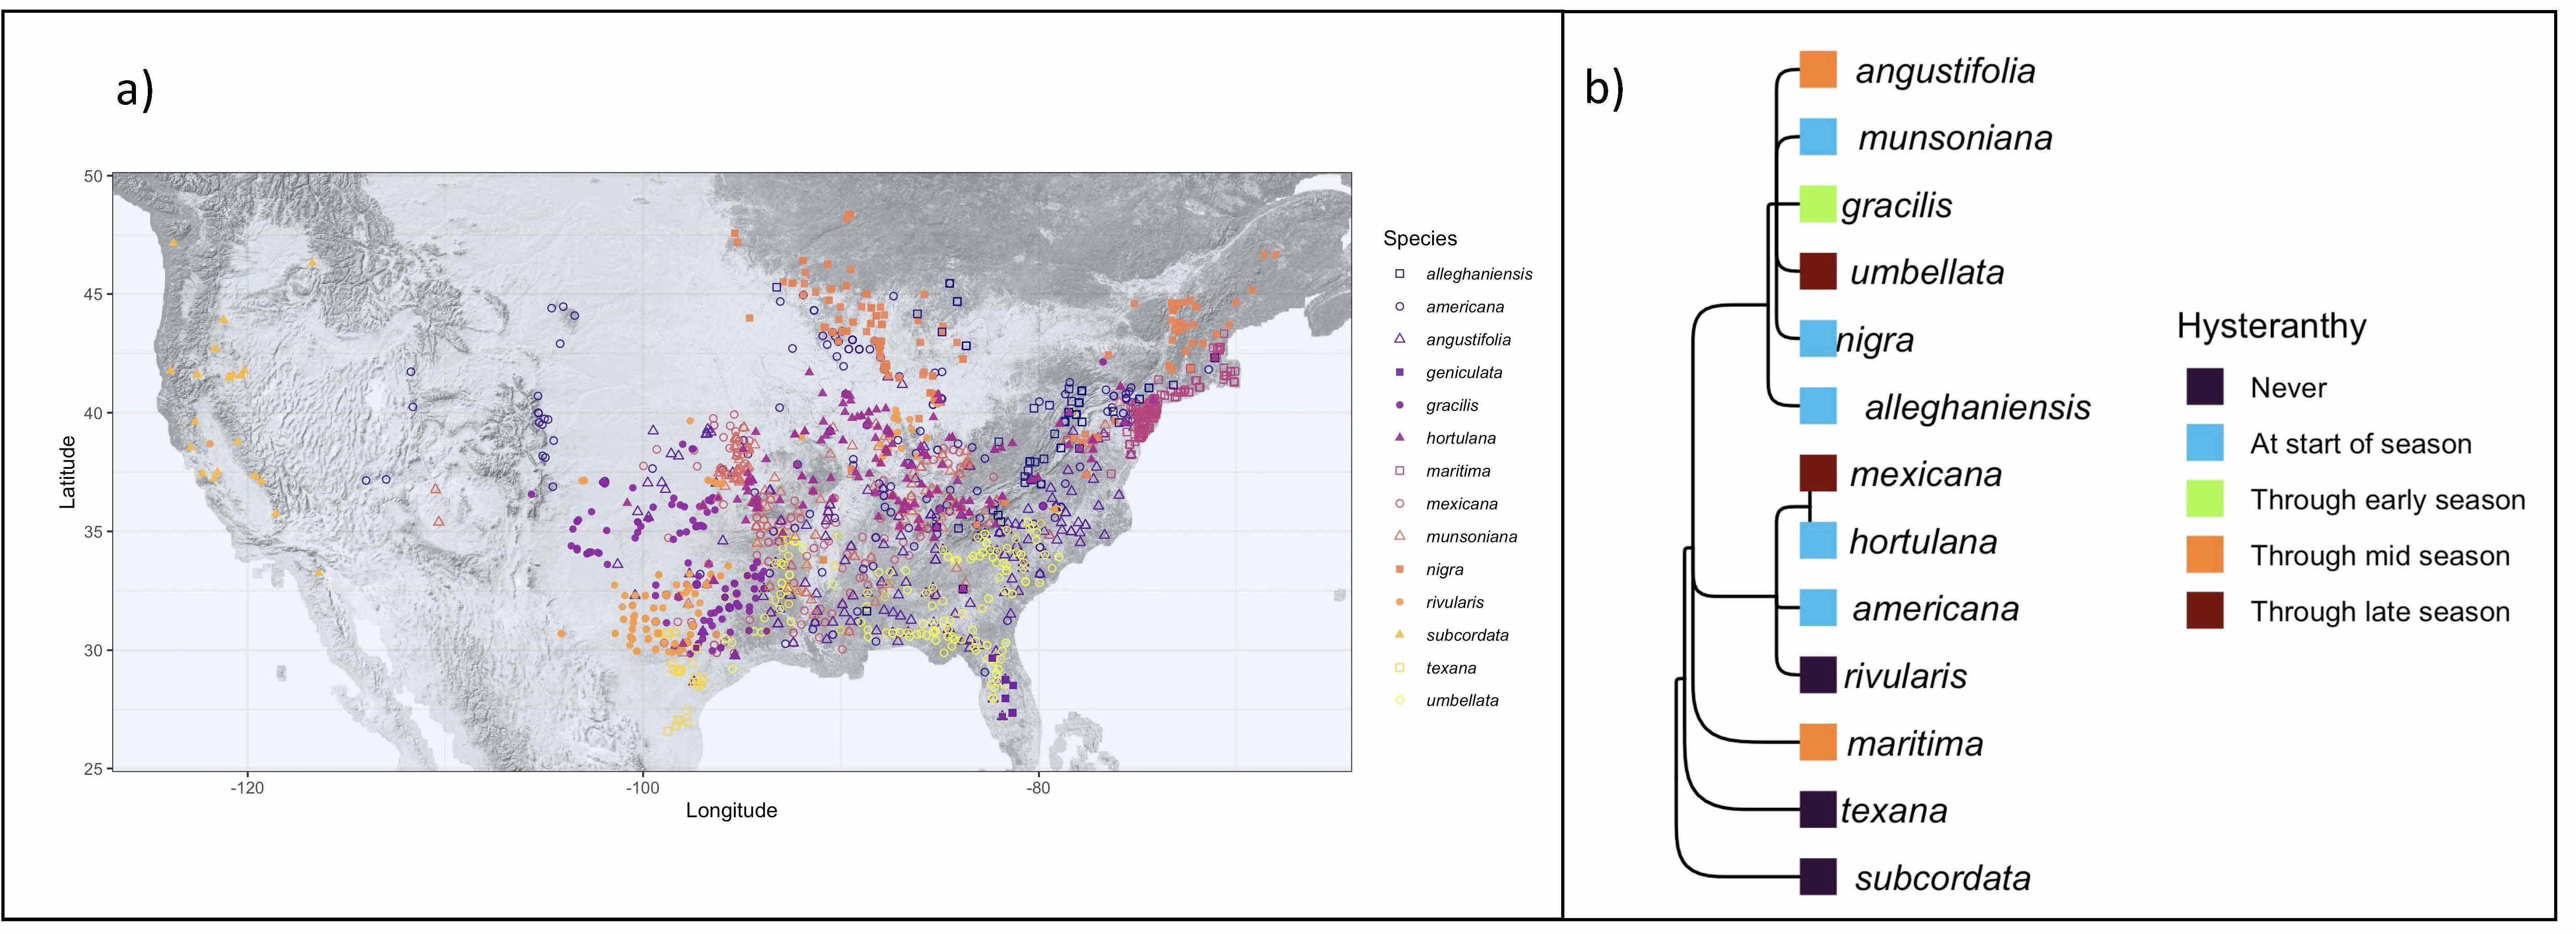 a)
50
45
40
35
30
25
Latitude
-120
-100
-80
Longitude
Species
alleghaniensis
americana
angustifolia
geniculata
gracilis
hortulana
maritima
mexicana
munsoniana
nigra
rivularis
subcordata
texana
umbellata
b)
angustifolia
munsoniana
gracilis
umbellata
nigra
alleghaniensis
mexicana
hortulana
americana
rivularis
maritima
texana
subcordata
Hysteranthy
Never
At start of season
Through early season
Through mid season
Through late season